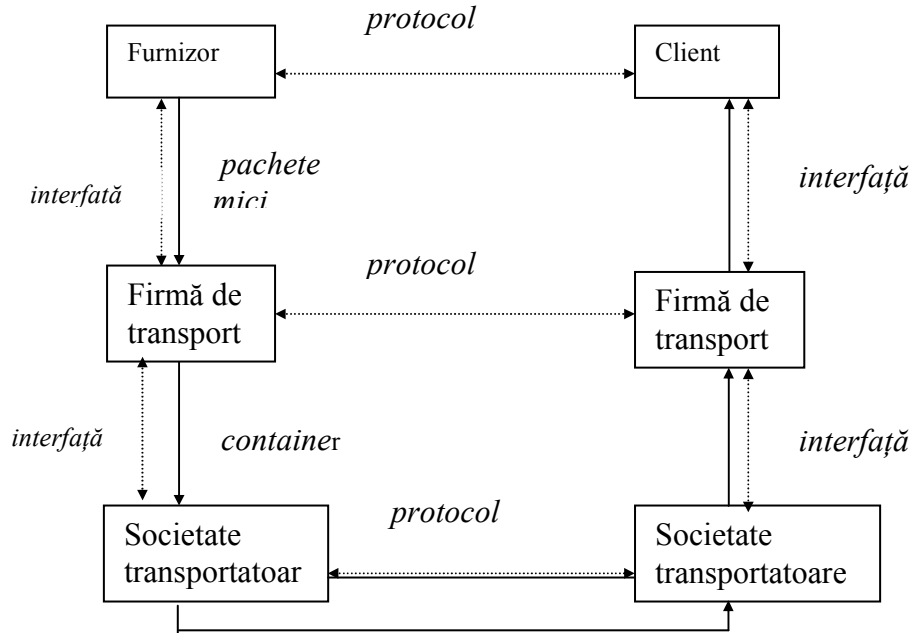 protocol
Furnizor
Client
pachete
mici
interfată
interfață
protocol
Firmă de
transport
Firmă de
transport
interfață
container
interfață
protocol
Societate
transportatoar
Societate
transportatoare